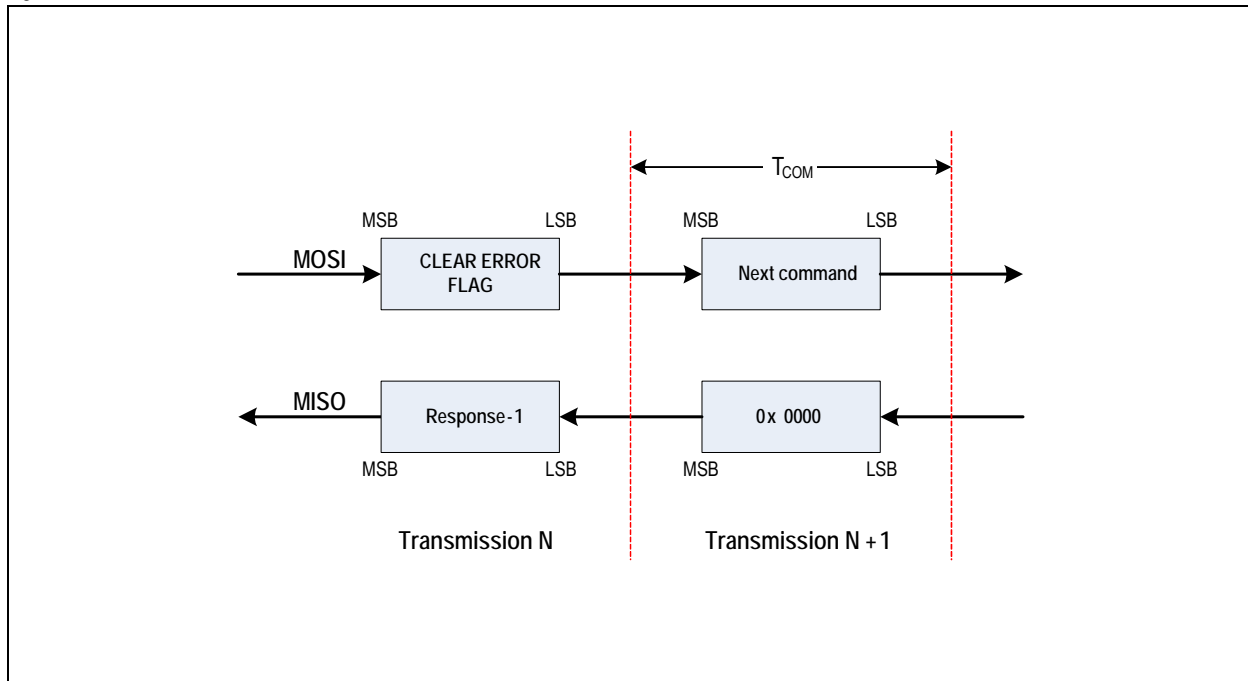 TCOM
MSB LSB MSB LSB
MOSI CLEAR ERROR
FLAG
Next command
MISO Response-1 0x 0000
MSB LSB MSB LSB
Transmission N Transmission N +1